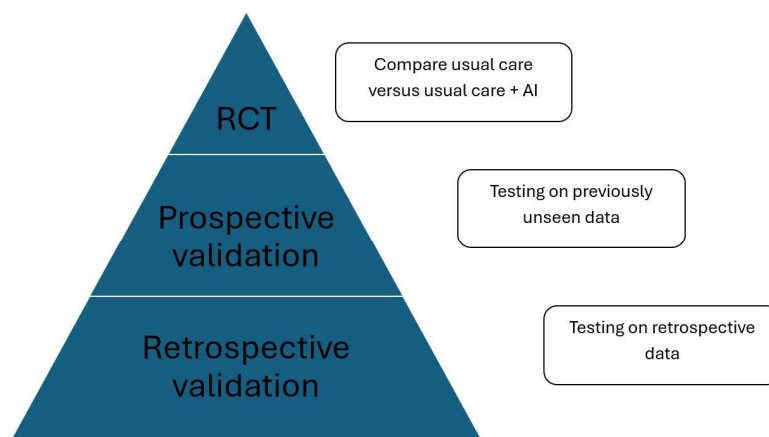 Compare usual care
versus usual care + AI
RCT
Testing on previously
unseen data
Prospective
validation
Testing on retrospective
data
Retrospective
validation